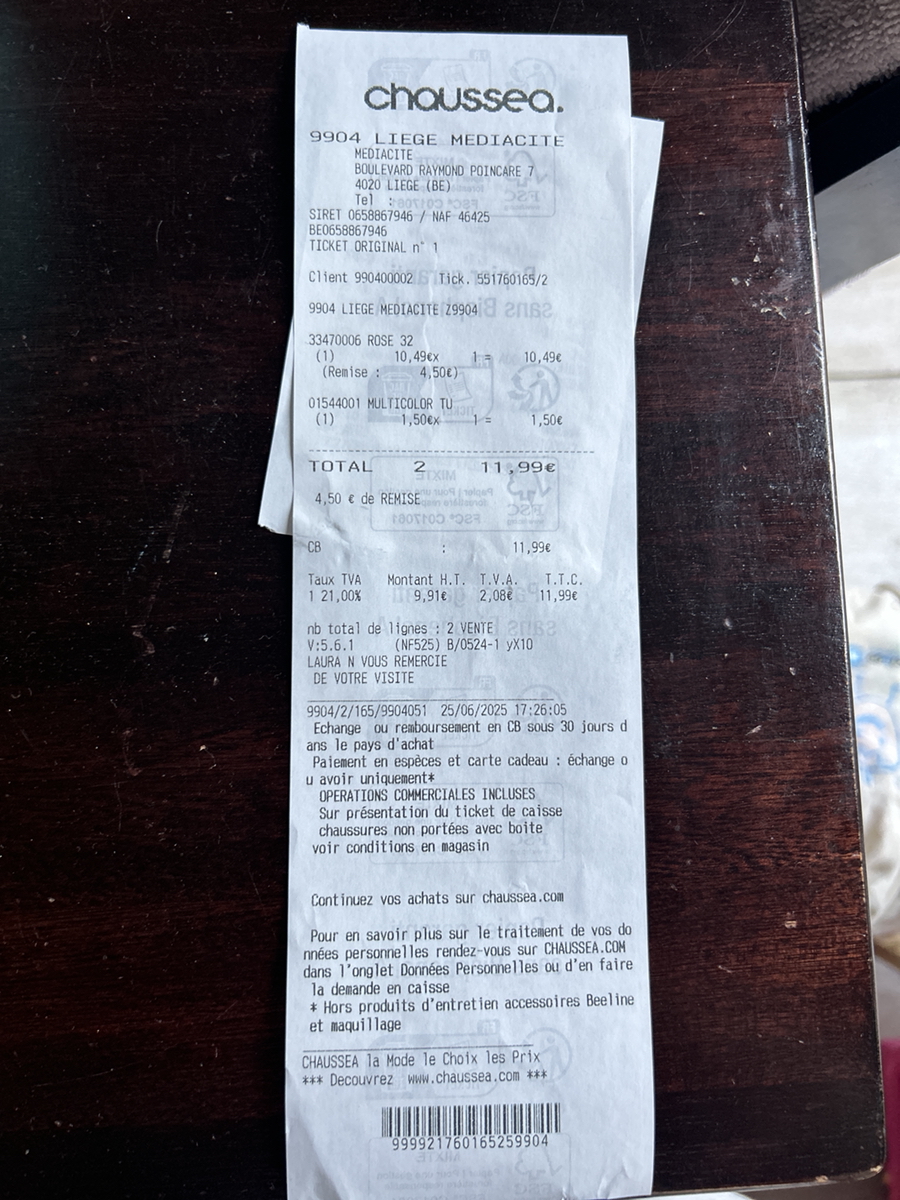 chaussea.
9904 LIEGE MEDIACITE
MEDIACITE
BOULEVARD RAYMOND POINCARE 7
4020 LIEGE (BE)
Tel :
SIRET 0658867946 / NAF 46425
BE0658867946
TICKET ORIGINAL n° 1
Client 990400002 Tick. 551760165/2
9904 LIEGE MEDIACITE Z9904
33470006 ROSE 32
(1) 10,49€x 1 = 10,49€
(Remise : 4,50€)
01544001 MULTICOLOR TU
(1) 1,50€x 1 = 1,50€
TOTAL 2 11,99€
4,50 € de REMISE
CB : 11,99€
Taux TVA Montant H.T. T.V.A. T.T.C.
1 21,00% 9,91€ 2,08€ 11,99€
nb total de lignes : 2 VENTE
V:5.6.1 (NF525) B/0524-1 yX10
LAURA N VOUS REMERCIE
DE VOTRE VISITE
9904/2/165/9904051 25/06/2025 17:26:05
Echange ou remboursement en CB sous 30 jours d
ans le pays d'achat
Paiement en espèces et carte cadeau : échange o
u avoir uniquement*
OPERATIONS COMMERCIALES INCLUSES
Sur présentation du ticket de caisse
chaussures non portées avec boite
voir conditions en magasin
Continuez vos achats sur chaussea.com
Pour en savoir plus sur le traitement de vos do
nnées personnelles rendez-vous sur CHAUSSEA.COM
dans l'onglet Données Personnelles ou d'en faire
la demande en caisse
* Hors produits d'entretien accessoires Beeline
et maquillage
CHAUSSEA la Mode le Choix les Prix
*** Decouvrez www.chaussea.com ***
999921760165259904